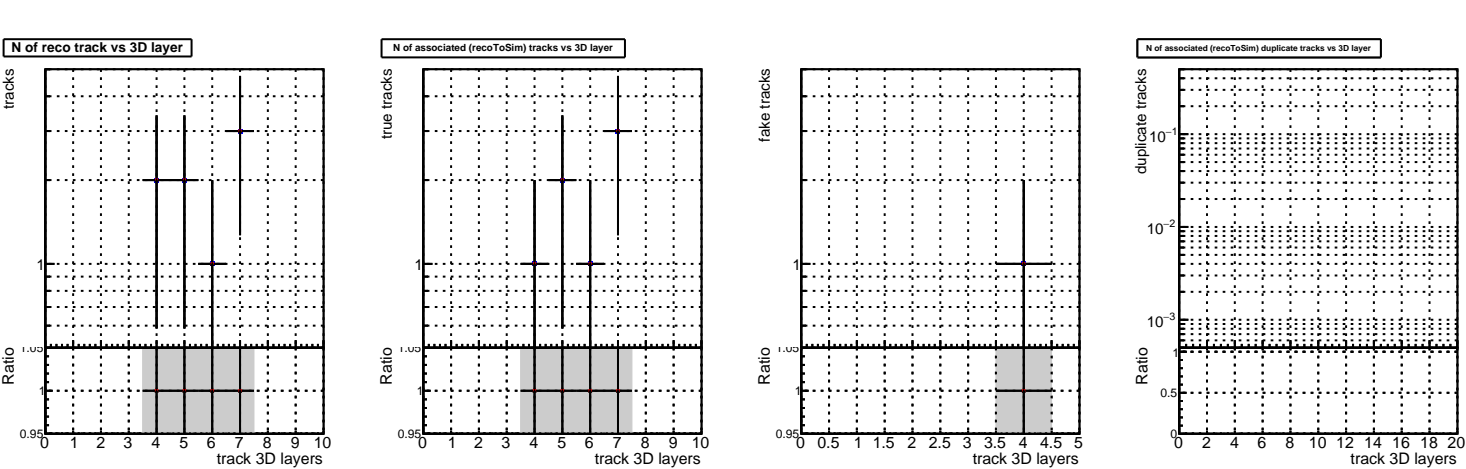 N of reco track vs 3D layer
tracks
1
1.05
Ratio
1
0.95
0 1 2 3 4 5 6 7 8 9 10
track 3D layers
N of associated (recoToSim) tracks vs 3D layer
true tracks
1
1.05
Ratio
1
0.95
0 1 2 3 4 5 6 7 8 9 10
track 3D layers
fake tracks
1
1.05
Ratio
1
0.95
0 0.5 1 1.5 2 2.5 3 3.5 4 4.5 5
track 3D layers
N of associated (recoToSim) duplicate tracks vs 3D layer
duplicate tracks
10−1
10−2
10−3
Ratio
1
0.5
0
0 2 4 6 8 10 12 14 16 18 20
track 3D layers